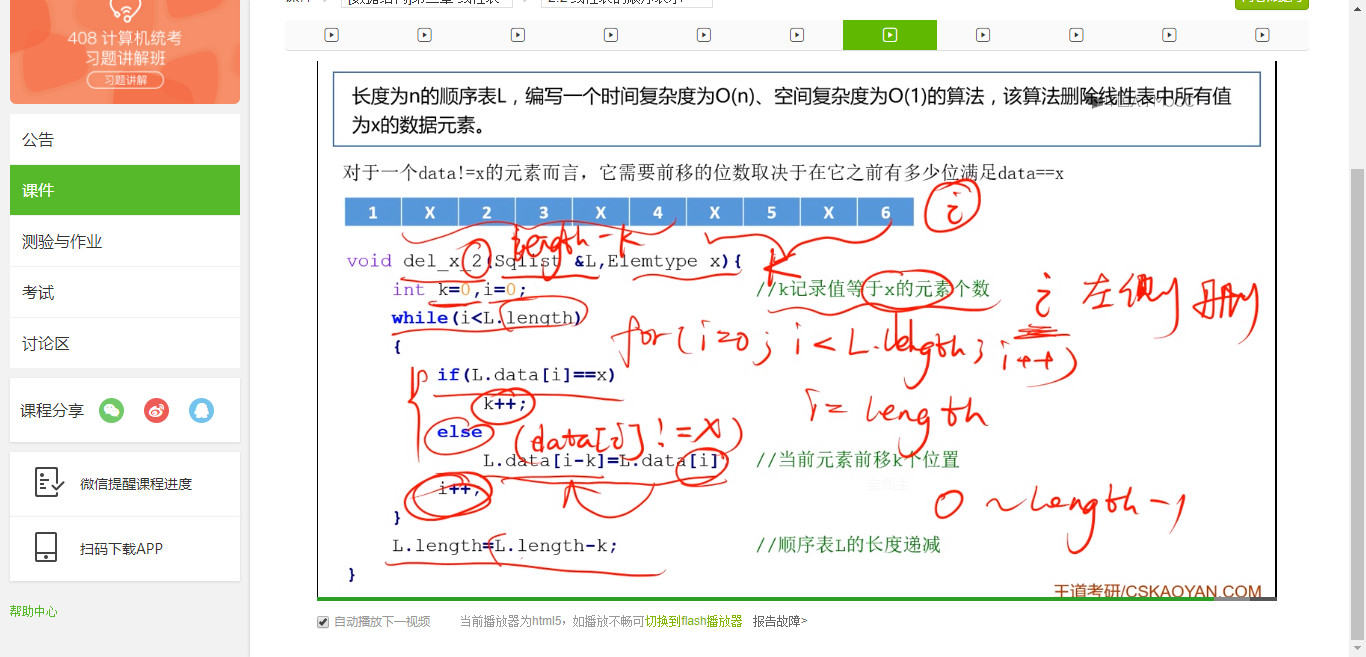 408 计算机统考
习题讲解班
习题讲解
公告
课件
测验与作业
考试
讨论区
课程分享
微信提醒课程进度
扫码下载APP
帮助中心
长度为n的顺序表L，编写一个时间复杂度为O(n)、空间复杂度为O(1)的算法，该算法删除线性表中所有值
为x的数据元素。
对于一个data!=x的元素而言，它需要前移的位数取决于在它之前有多少位满足data==x
1 X 2 3 X 4 X 5 X 6
i
length-k
k
void del_x_2(Sqlist &L,Elemtype x){
int k=0,i=0; //k记录值等于x的元素个数
i 左侧
while(i<L.length)
for(i=0; i<L.length; i++)
{
if(L.data[i]==x)
k++;
i=length
else (data[i]!=X)
L.data[i-k]=L.data[i] //当前元素前移k个位置
i++;
0~length-1
}
L.length=L.length-k; //顺序表L的长度递减
}
王道考研/CSKAOYAN.COM
自动播放下一视频 当前播放器为html5，如播放不畅可切换到flash播放器 报告故障>